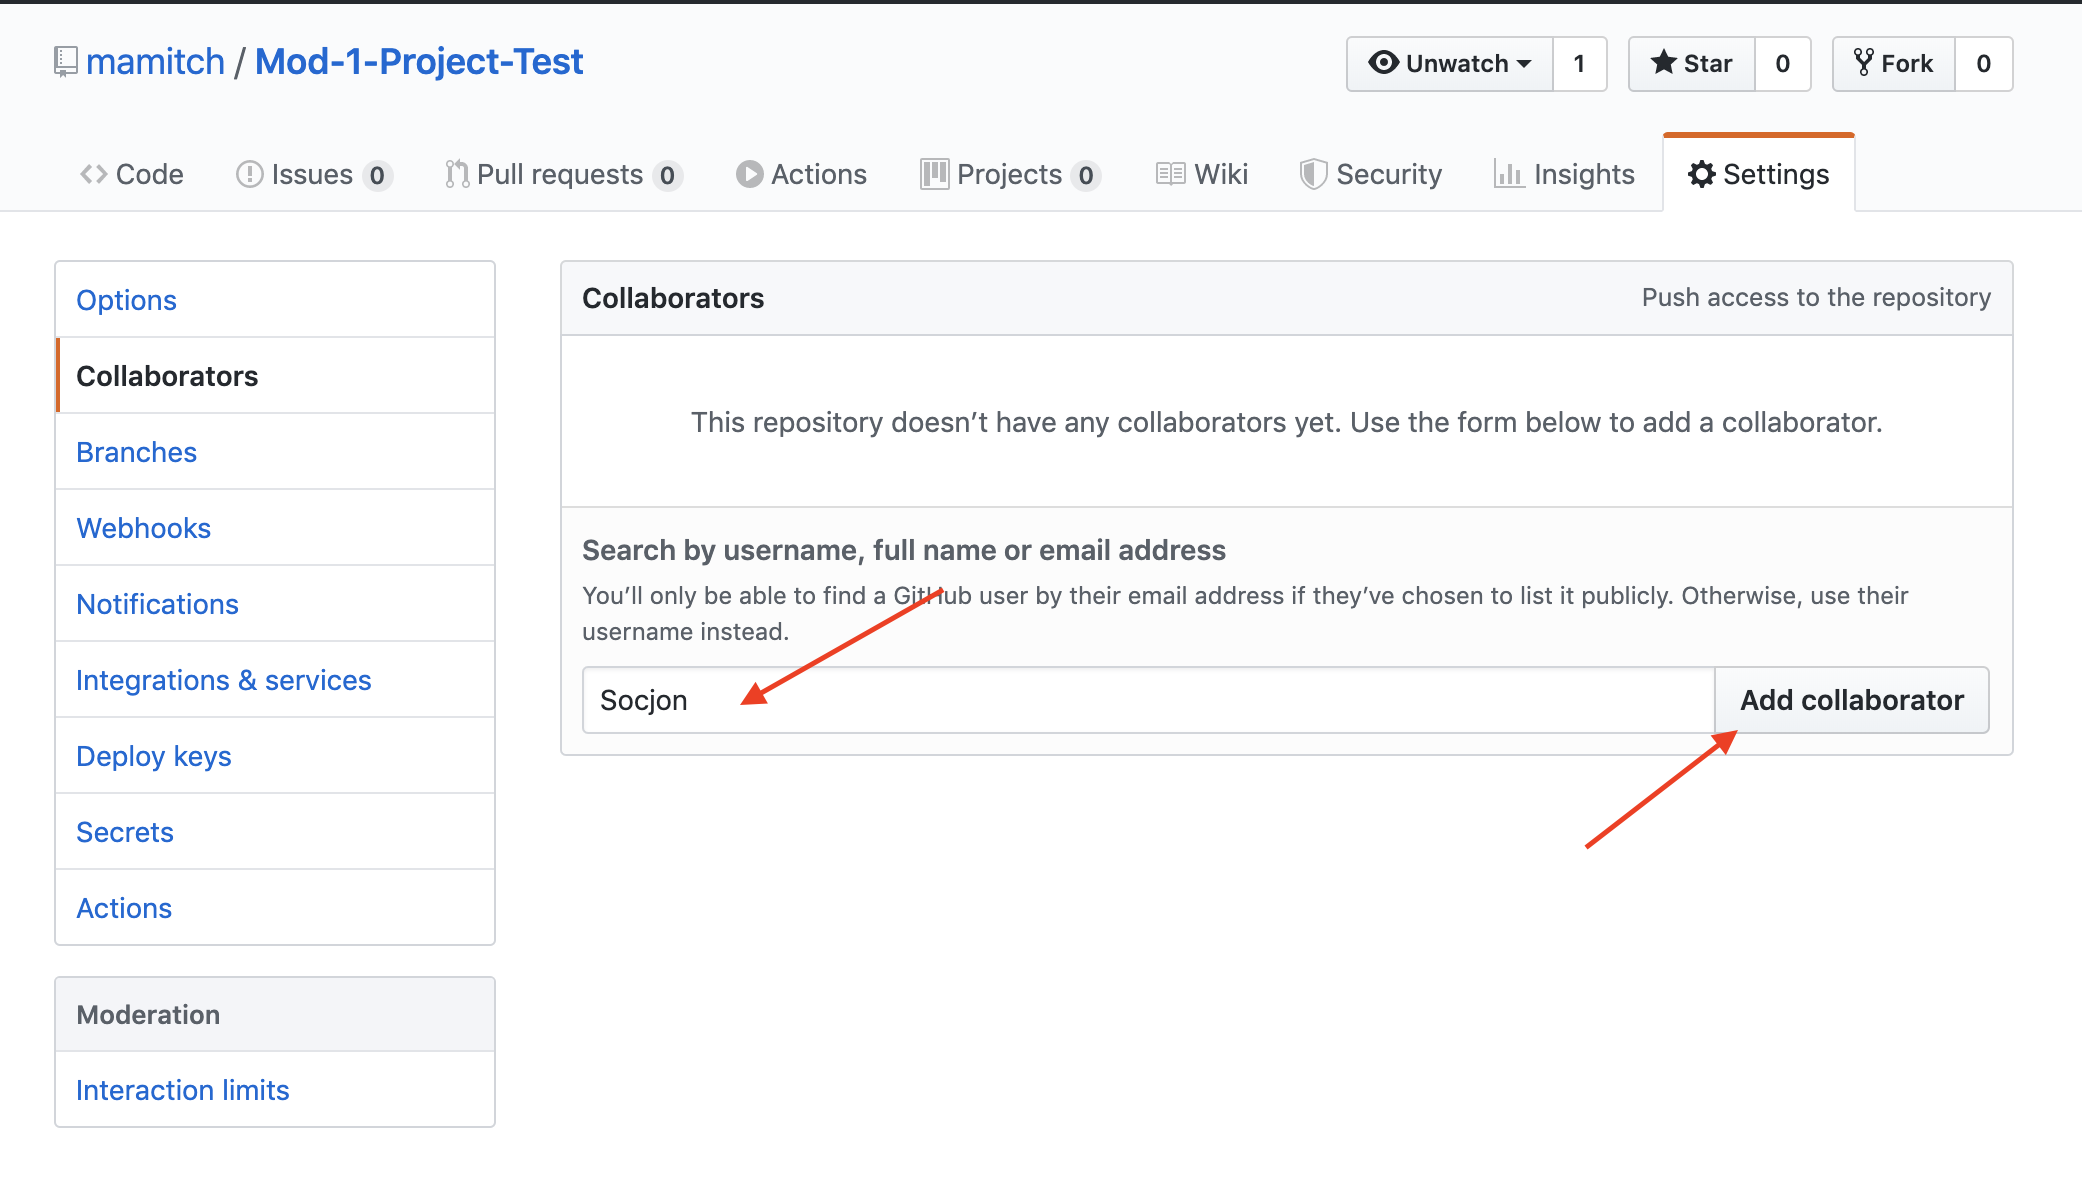 mamitch / Mod-1-Project-Test
Unwatch 1
Star 0
Fork 0
Code
Issues 0
Pull requests 0
Actions
Projects 0
Wiki
Security
Insights
Settings
Options
Collaborators
Branches
Webhooks
Notifications
Integrations & services
Deploy keys
Secrets
Actions
Moderation
Interaction limits
Collaborators
Push access to the repository
This repository doesn’t have any collaborators yet. Use the form below to add a collaborator.
Search by username, full name or email address
You’ll only be able to find a GitHub user by their email address if they’ve chosen to list it publicly. Otherwise, use their
username instead.
Socjon
Add collaborator